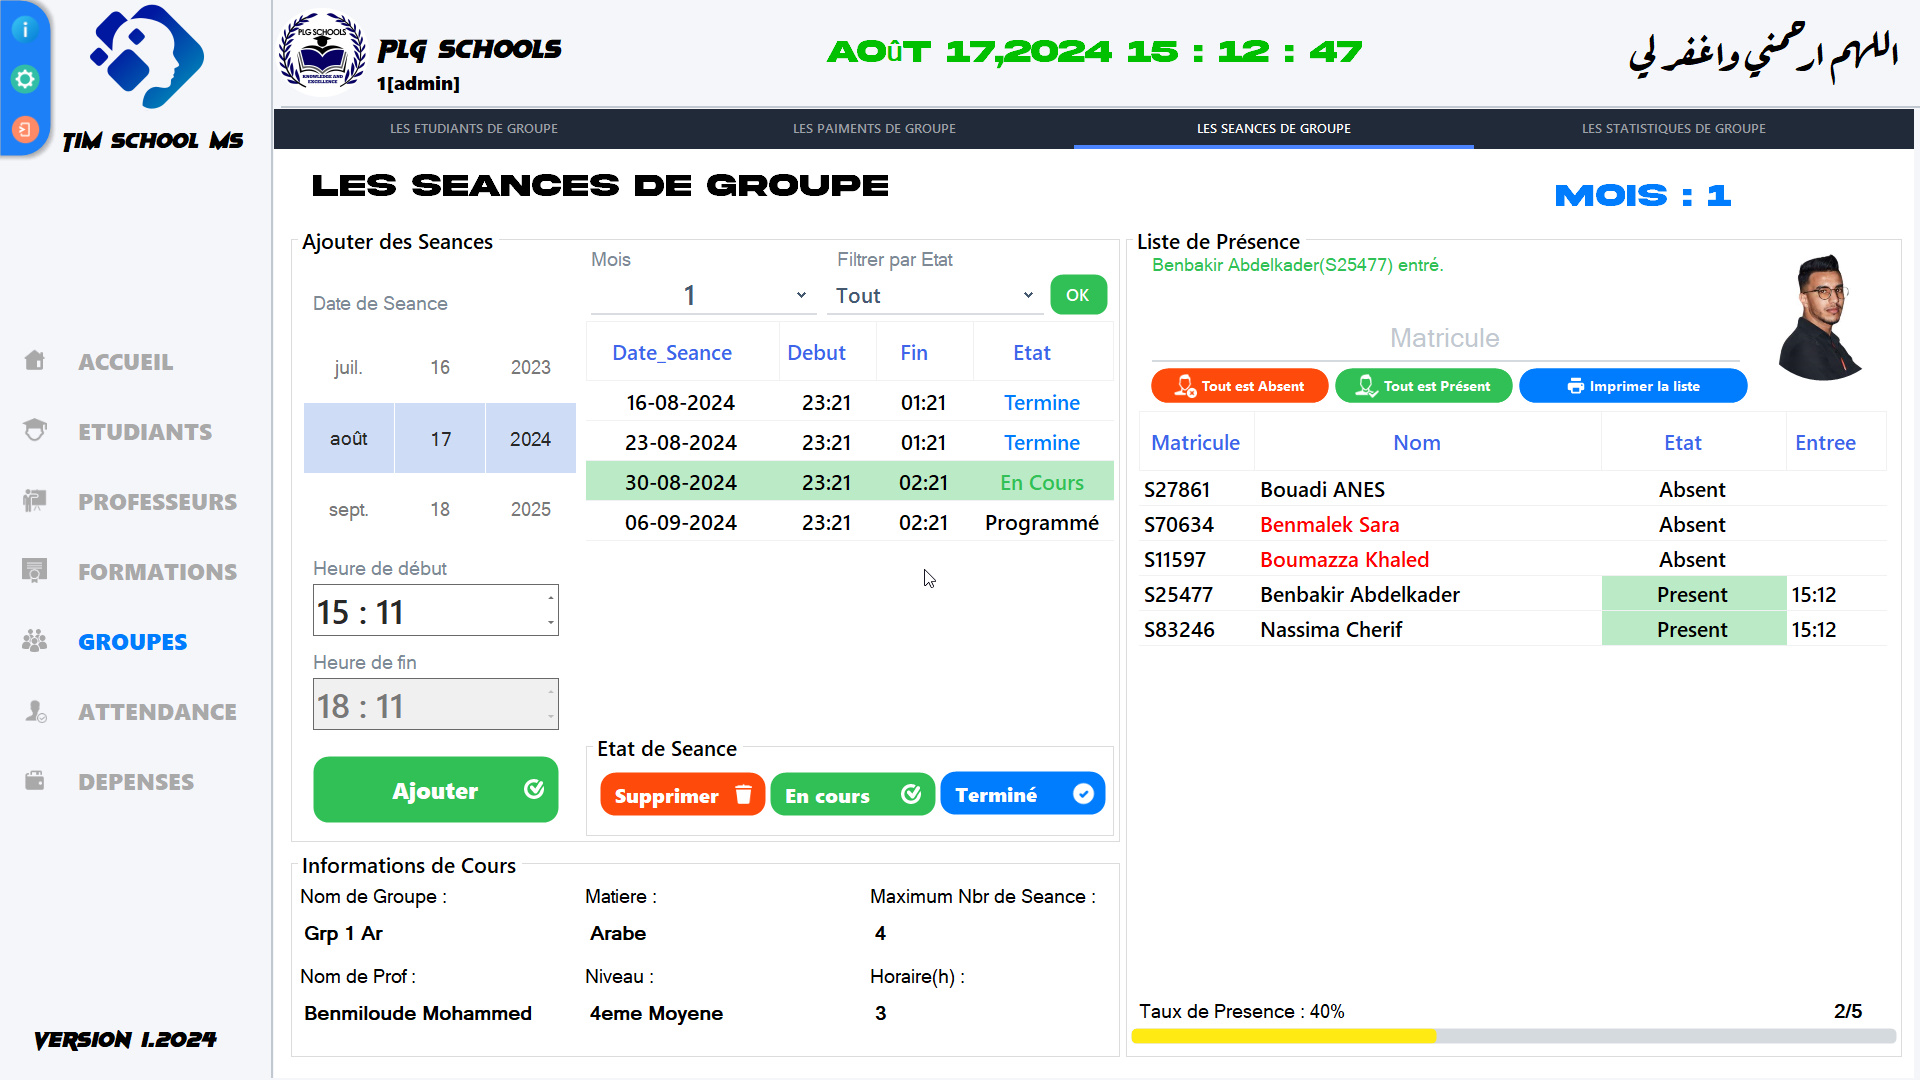 TIM SCHOOL MS
ACCUEIL
ETUDIANTS
PROFESSEURS
FORMATIONS
GROUPES
ATTENDANCE
DEPENSES
VERSION 1.2024
PLG SCHOOLS
KNOWLEDGE AND
EXCELLENCE
PLG SCHOOLS
1[admin]
AOûT 17,2024 15 : 12 : 47
اللهم ارحمني واغفر لي
LES ETUDIANTS DE GROUPE
LES PAIMENTS DE GROUPE
LES SEANCES DE GROUPE
LES STATISTIQUES DE GROUPE
LES SEANCES DE GROUPE
MOIS : 1
Ajouter des Seances
Date de Seance
juil. 16 2023
août 17 2024
sept. 18 2025
Heure de début
15 : 11
Heure de fin
18 : 11
Ajouter
Mois
1
Filtrer par Etat
Tout
OK
Date_Seance Debut Fin Etat
16-08-2024 23:21 01:21 Termine
23-08-2024 23:21 01:21 Termine
30-08-2024 23:21 02:21 En Cours
06-09-2024 23:21 02:21 Programmé
Etat de Seance
Supprimer
En cours
Terminé
Informations de Cours
Nom de Groupe : Matiere : Maximum Nbr de Seance :
Grp 1 Ar Arabe 4
Nom de Prof : Niveau : Horaire(h) :
Benmiloude Mohammed 4eme Moyene 3
Liste de Présence
Benbakir Abdelkader(S25477) entré.
Matricule
Tout est Absent
Tout est Présent
Imprimer la liste
Matricule Nom Etat Entree
S27861 Bouadi ANES Absent
S70634 Benmalek Sara Absent
S11597 Boumazza Khaled Absent
S25477 Benbakir Abdelkader Present 15:12
S83246 Nassima Cherif Present 15:12
Taux de Presence : 40% 2/5